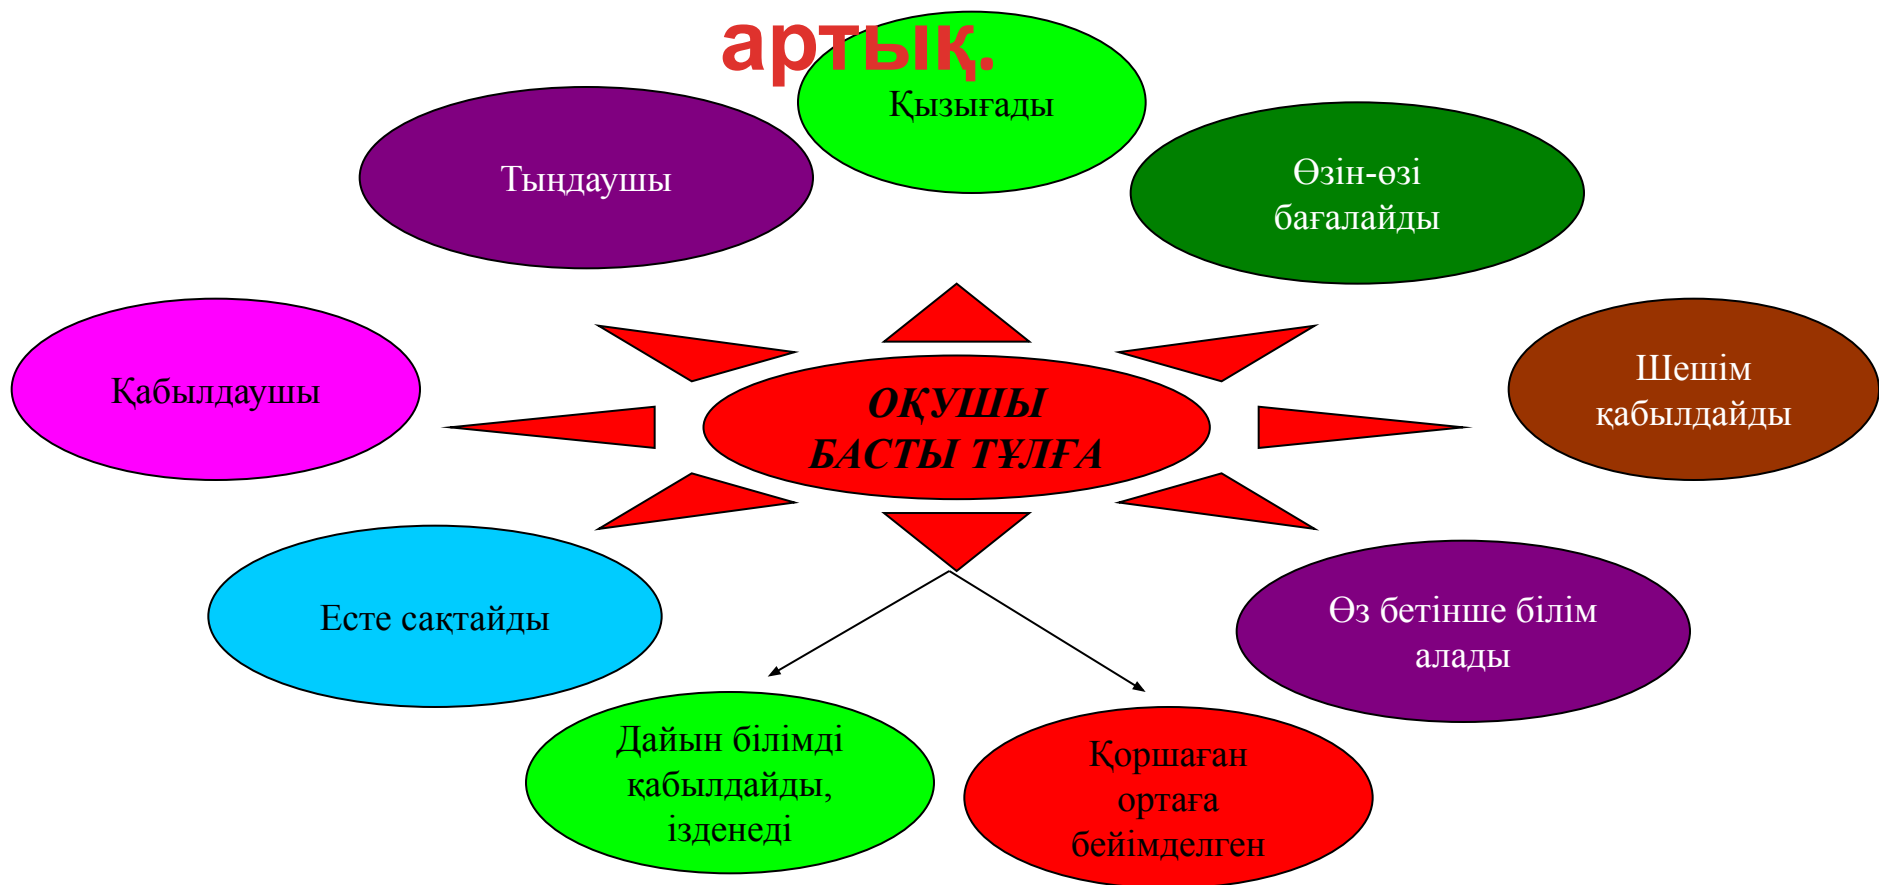 артық.
Қызығады
Тыңдаушы
Өзін-өзі
бағалайды
Қабылдаушы
Шешім
қабылдайды
ОҚУШЫ
БАСТЫ ТҰЛҒА
Есте сақтайды
Өз бетінше білім
алады
Дайын білімді
қабылдайды,
ізденеді
Қоршаған
ортаға
бейімделген